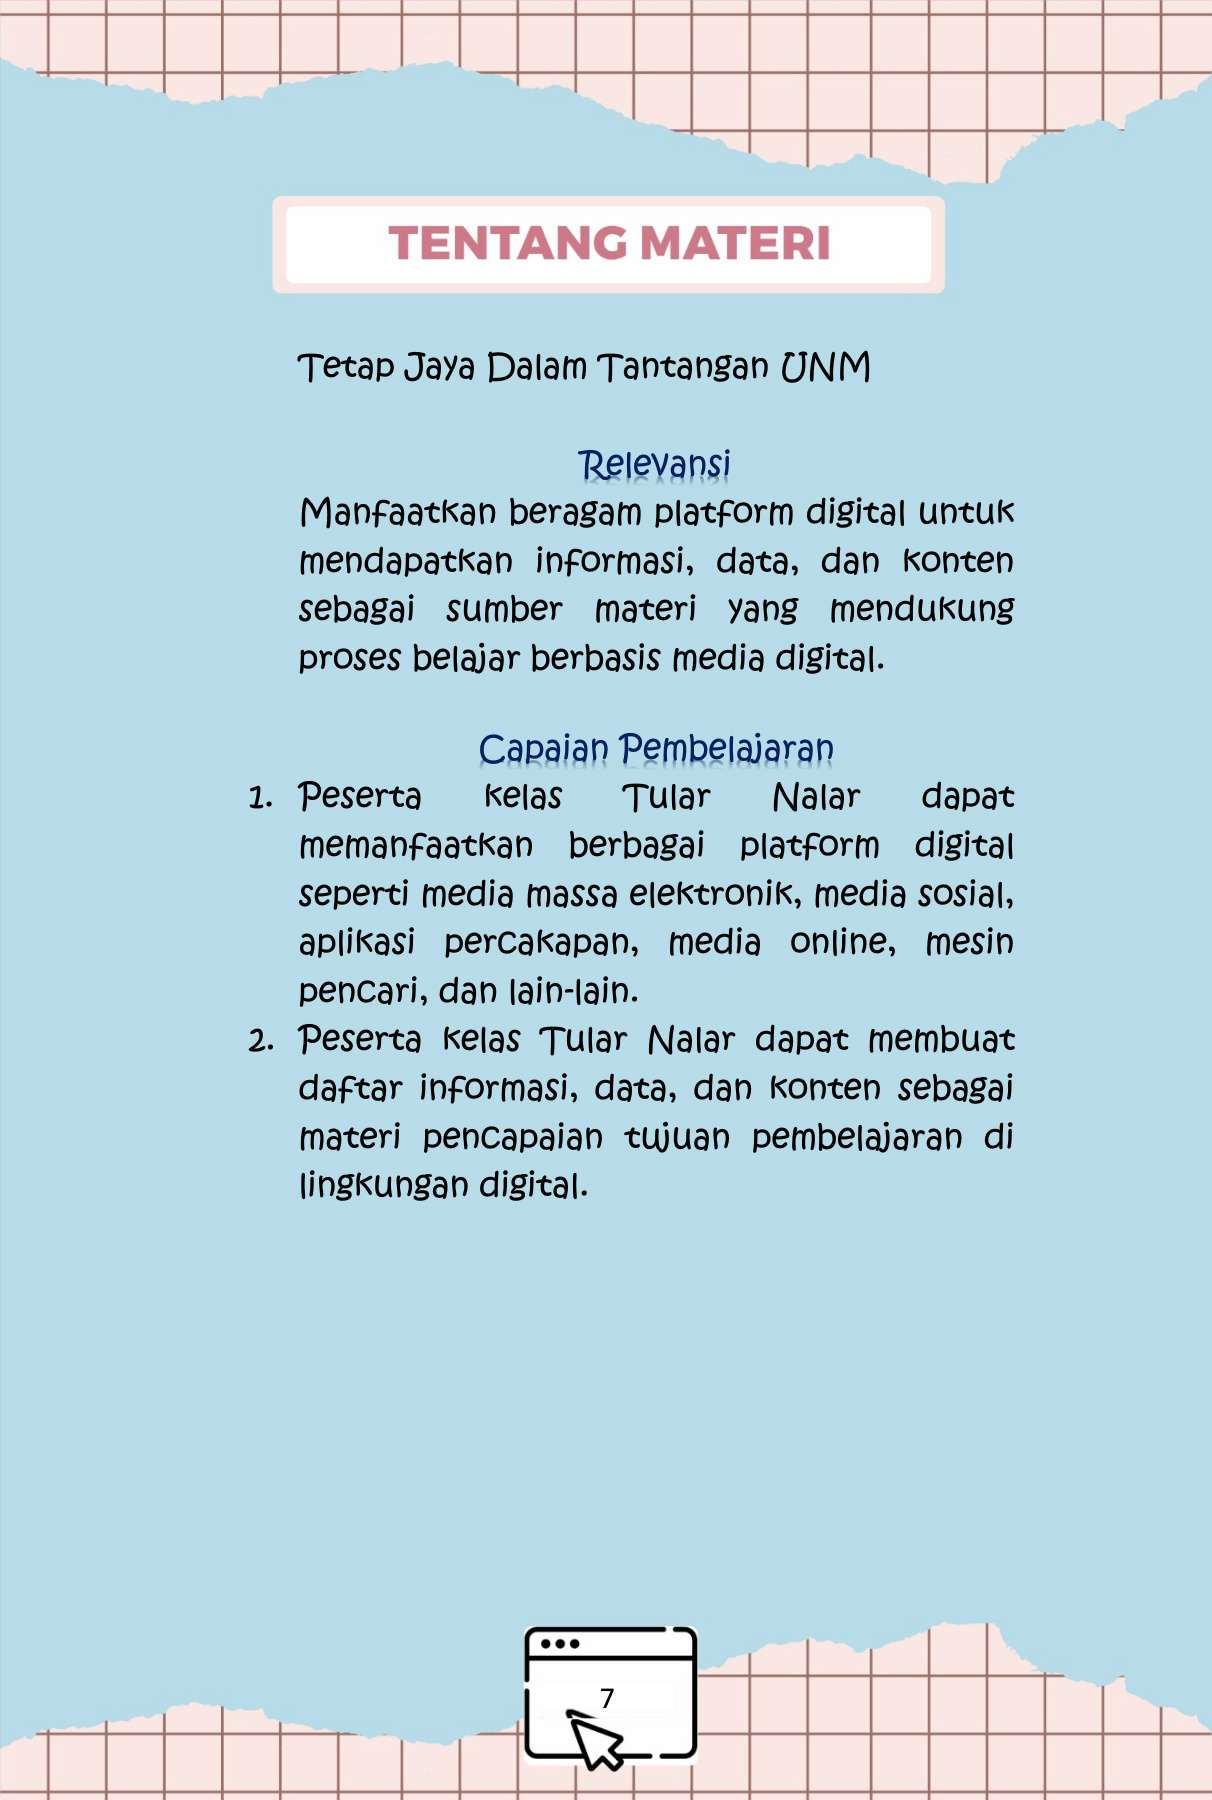 TENTANG MATERI
Tetap Jaya Dalam Tantangan UNM
Relevansi
Manfaatkan beragam platform digital untuk
mendapatkan informasi, data, dan konten
sebagai sumber materi yang mendukung
proses belajar berbasis media digital.
Capaian Pembelajaran
1. Peserta kelas Tular Nalar dapat
memanfaatkan berbagai platform digital
seperti media massa elektronik, media sosial,
aplikasi percakapan, media online, mesin
pencari, dan lain-lain.
2. Peserta kelas Tular Nalar dapat membuat
daftar informasi, data, dan konten sebagai
materi pencapaian tujuan pembelajaran di
lingkungan digital.
7